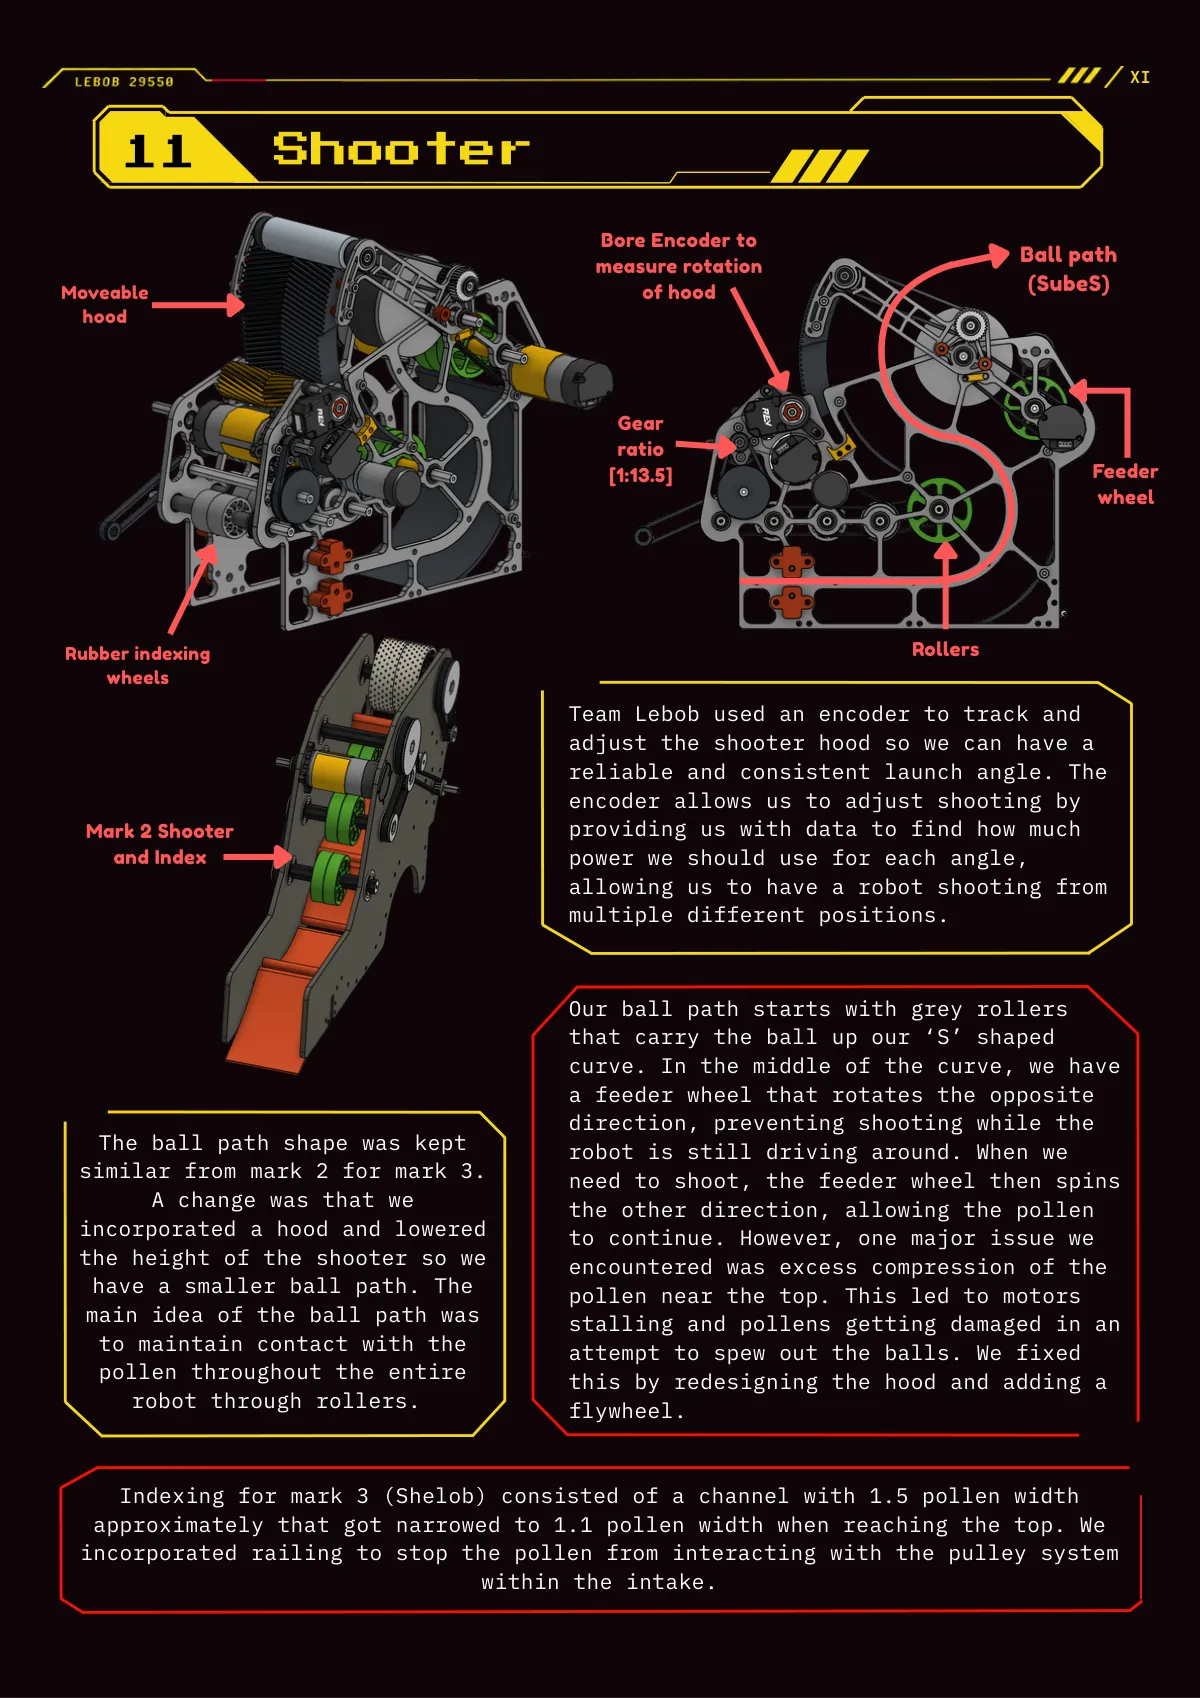 LEBOB 29550
XI
11 Shooter
Bore Encoder to
measure rotation
of hood
Ball path
(SubeS)
Moveable
hood
REV
REV
Gear
ratio
[1:13.5]
Feeder
wheel
Rubber indexing
wheels
Rollers
Team Lebob used an encoder to track and
adjust the shooter hood so we can have a
reliable and consistent launch angle. The
encoder allows us to adjust shooting by
providing us with data to find how much
power we should use for each angle,
allowing us to have a robot shooting from
multiple different positions.
Mark 2 Shooter
and Index
Our ball path starts with grey rollers
that carry the ball up our ‘S’ shaped
curve. In the middle of the curve, we have
a feeder wheel that rotates the opposite
direction, preventing shooting while the
robot is still driving around. When we
need to shoot, the feeder wheel then spins
the other direction, allowing the pollen
to continue. However, one major issue we
encountered was excess compression of the
pollen near the top. This led to motors
stalling and pollens getting damaged in an
attempt to spew out the balls. We fixed
this by redesigning the hood and adding a
flywheel.
The ball path shape was kept
similar from mark 2 for mark 3.
A change was that we
incorporated a hood and lowered
the height of the shooter so we
have a smaller ball path. The
main idea of the ball path was
to maintain contact with the
pollen throughout the entire
robot through rollers.
Indexing for mark 3 (Shelob) consisted of a channel with 1.5 pollen width
approximately that got narrowed to 1.1 pollen width when reaching the top. We
incorporated railing to stop the pollen from interacting with the pulley system
within the intake.